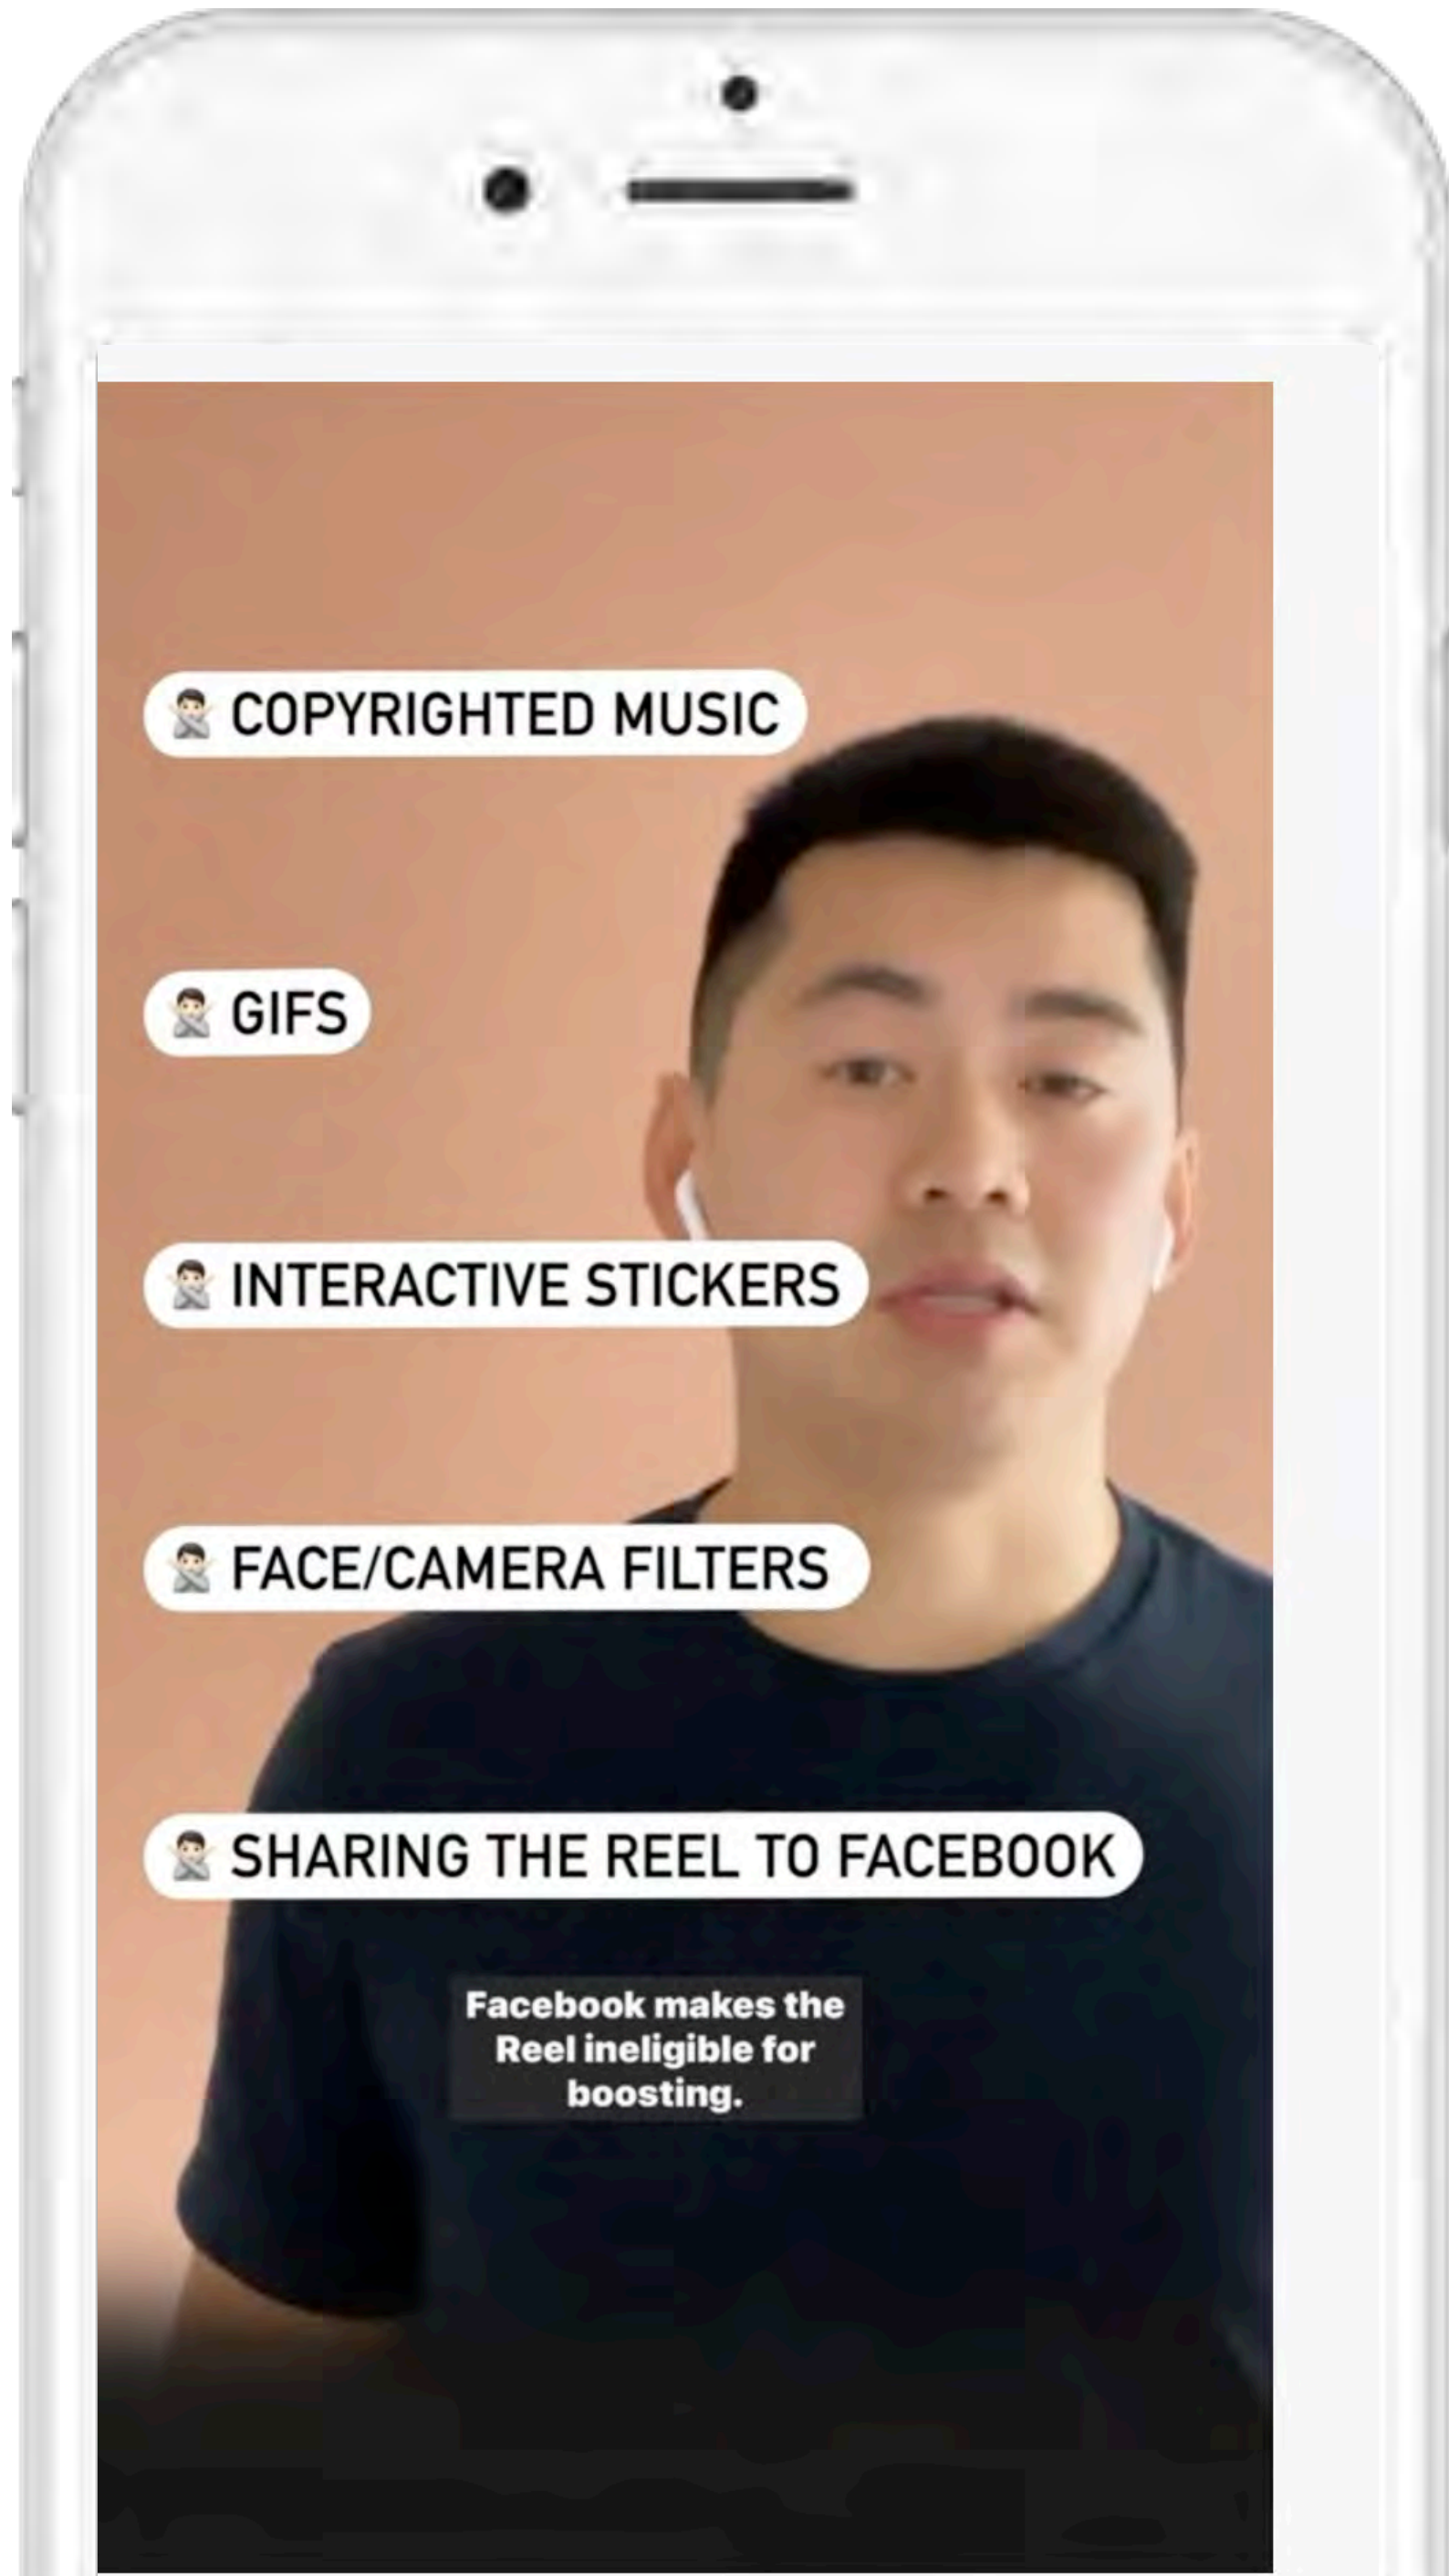 🙅🏻‍♂️ COPYRIGHTED MUSIC
🙅🏻‍♂️ GIFS
🙅🏻‍♂️ INTERACTIVE STICKERS
🙅🏻‍♂️ FACE/CAMERA FILTERS
🙅🏻‍♂️ SHARING THE REEL TO FACEBOOK
Facebook makes the
Reel ineligible for
boosting.